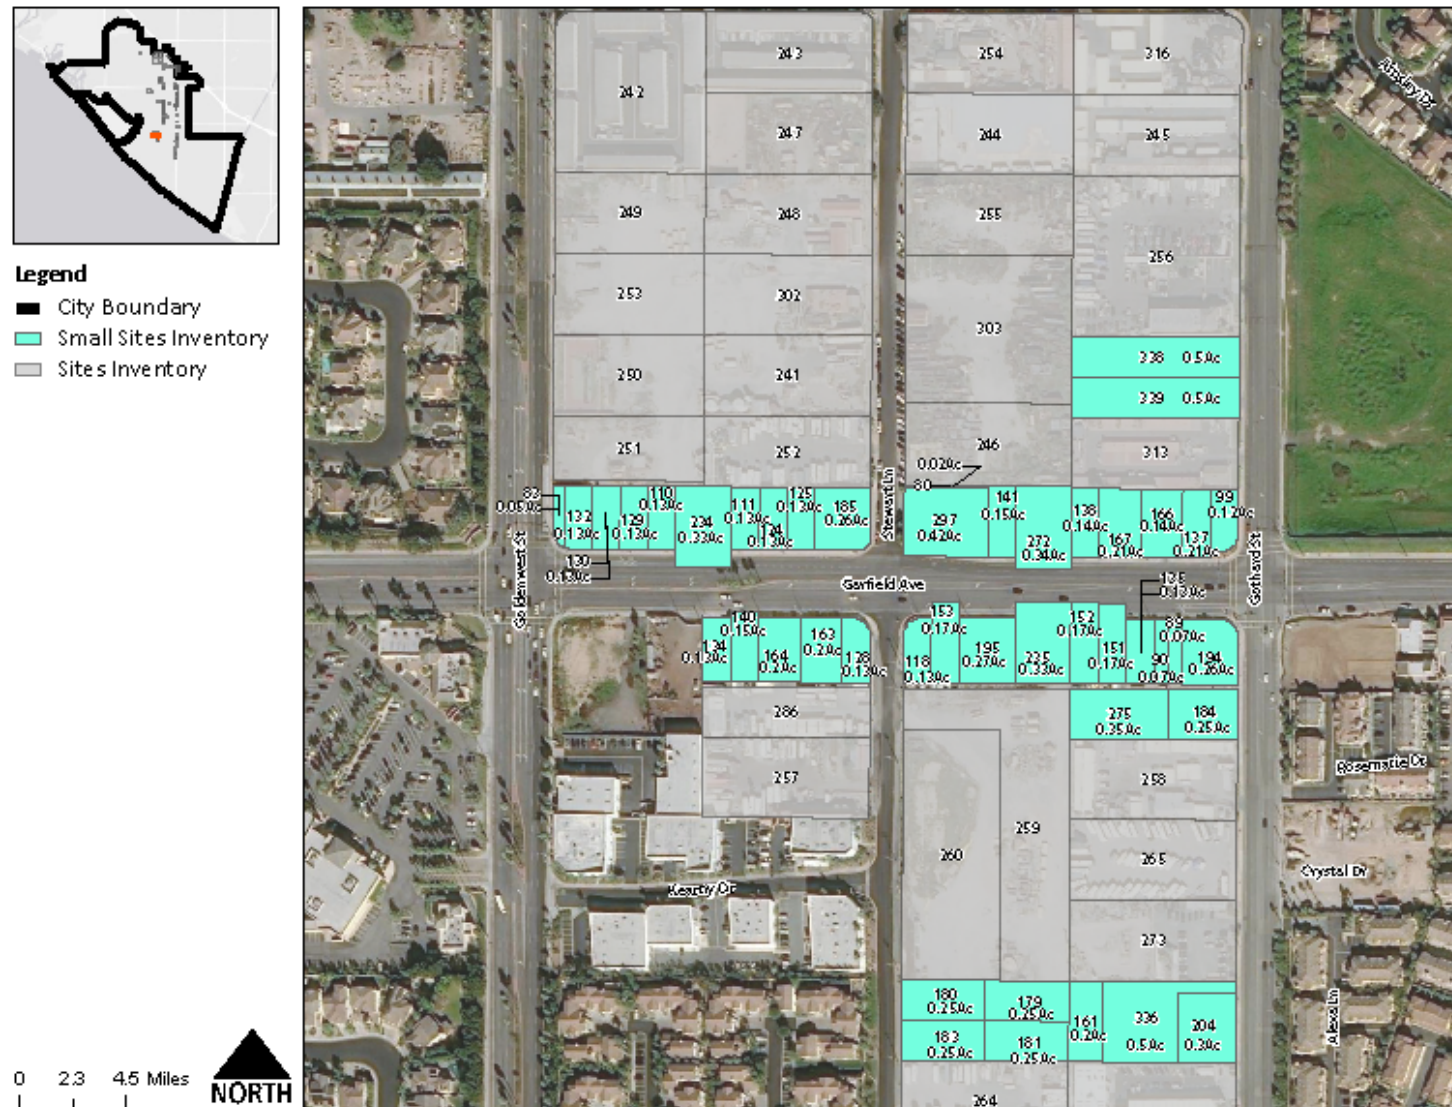 Legend
City Boundary
Small Sites Inventory
Sites Inventory
0 2.3 4.5 Miles
NORTH
242
243
247
249
248
253
302
250
241
251
252
254
316
244
245
255
256
303
338 0.5Ac
339 0.5Ac
246
313
0.02Ac
80
Ansley Dr
Stewart Ln
Goldenwest St
Gothard St
Garfield Ave
83
0.05Ac
132
0.13Ac
130
0.13Ac
129
0.13Ac
110
0.13Ac
234
0.33Ac
111
0.13Ac
124
0.13Ac
125
0.13Ac
185
0.26Ac
297
0.42Ac
141
0.15Ac
272
0.34Ac
138
0.14Ac
167
0.21Ac
166
0.14Ac
137
0.21Ac
99
0.12Ac
134
0.13Ac
140
0.15Ac
164
0.2Ac
163
0.2Ac
128
0.13Ac
118
0.13Ac
153
0.17Ac
195
0.27Ac
235
0.33Ac
152
0.17Ac
151
0.17Ac
135
0.13Ac
90
0.07Ac
89
0.07Ac
194
0.26Ac
286
257
275
0.35Ac
184
0.25Ac
258
259
260
265
273
Kearny Dr
Rosemarie Dr
Crystal Dr
Alexa Ln
180
0.25Ac
179
0.25Ac
183
0.25Ac
181
0.25Ac
161
0.2Ac
336
0.5Ac
204
0.3Ac
264